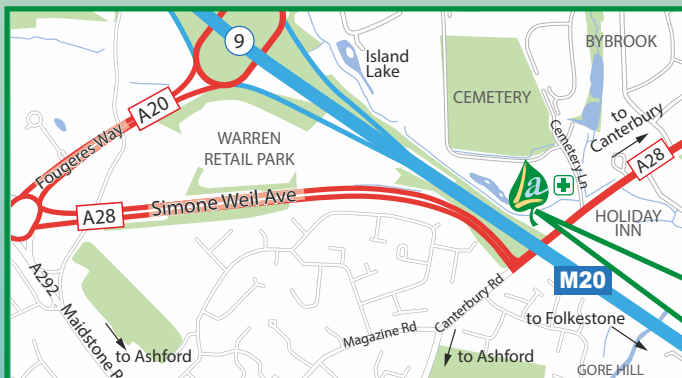 9
Island
Lake
BYBROOK
CEMETERY
to
Canterbury
A20
Fougeres Way
WARREN
RETAIL PARK
Cemetery Ln
A28
La
A28
Simone Weil Ave
HOLIDAY
INN
M20
A292
Maidstone R
Canterbury Rd
Magazine Rd
to Folkestone
to Ashford
to Ashford
GORE HILL